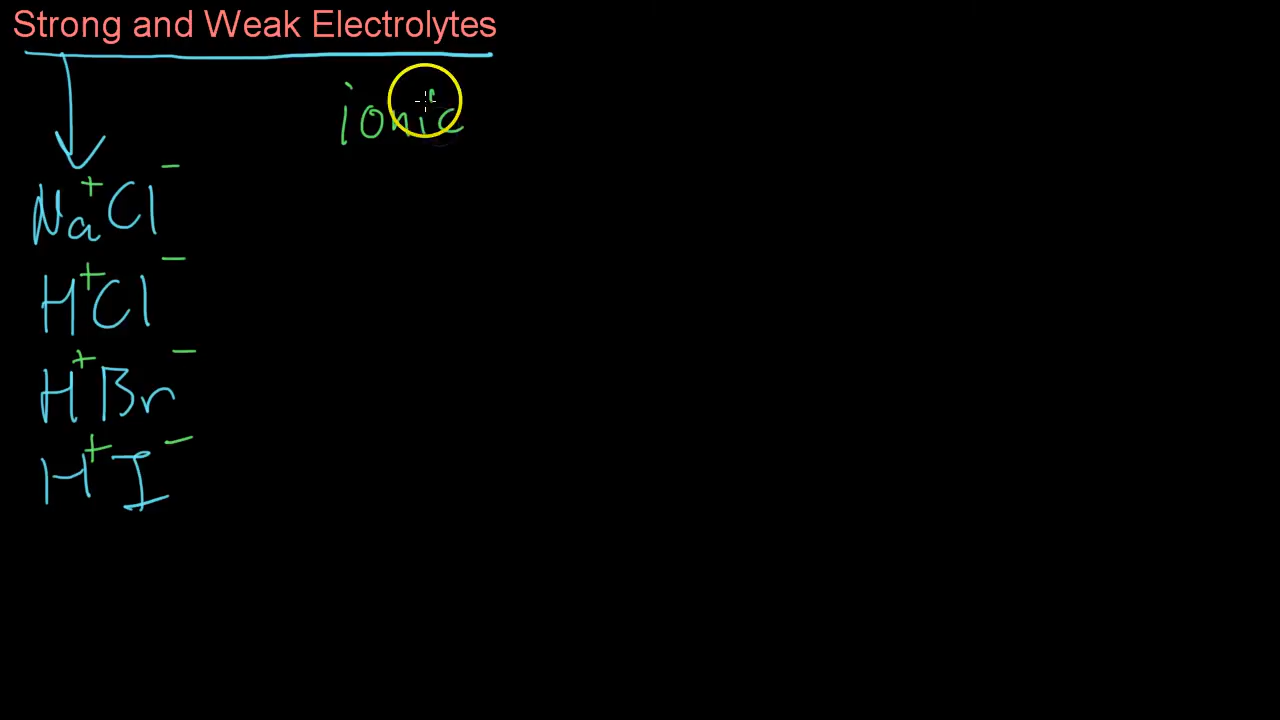 Strong and Weak Electrolytes
ionic
Na⁺Cl⁻
H⁺Cl⁻
H⁺Br⁻
H⁺I⁻